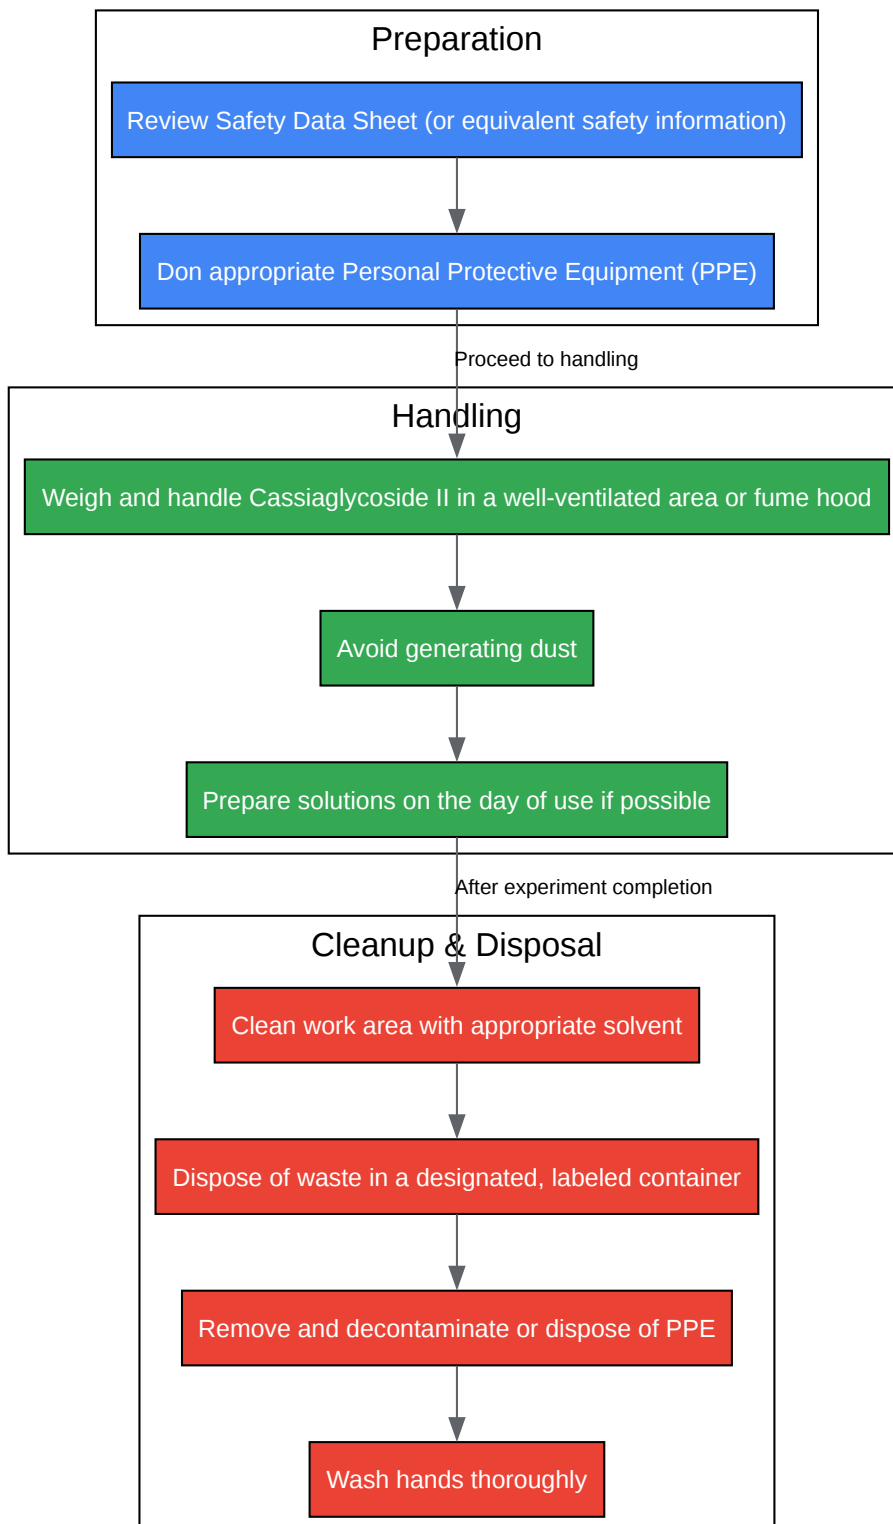 Preparation
Review Safety Data Sheet (or equivalent safety information)
Don appropriate Personal Protective Equipment (PPE)
Proceed to handling
Handling
Weigh and handle Cassiaglycoside II in a well-ventilated area or fume hood
Avoid generating dust
Prepare solutions on the day of use if possible
After experiment completion
Cleanup & Disposal
Clean work area with appropriate solvent
Dispose of waste in a designated, labeled container
Remove and decontaminate or dispose of PPE
Wash hands thoroughly